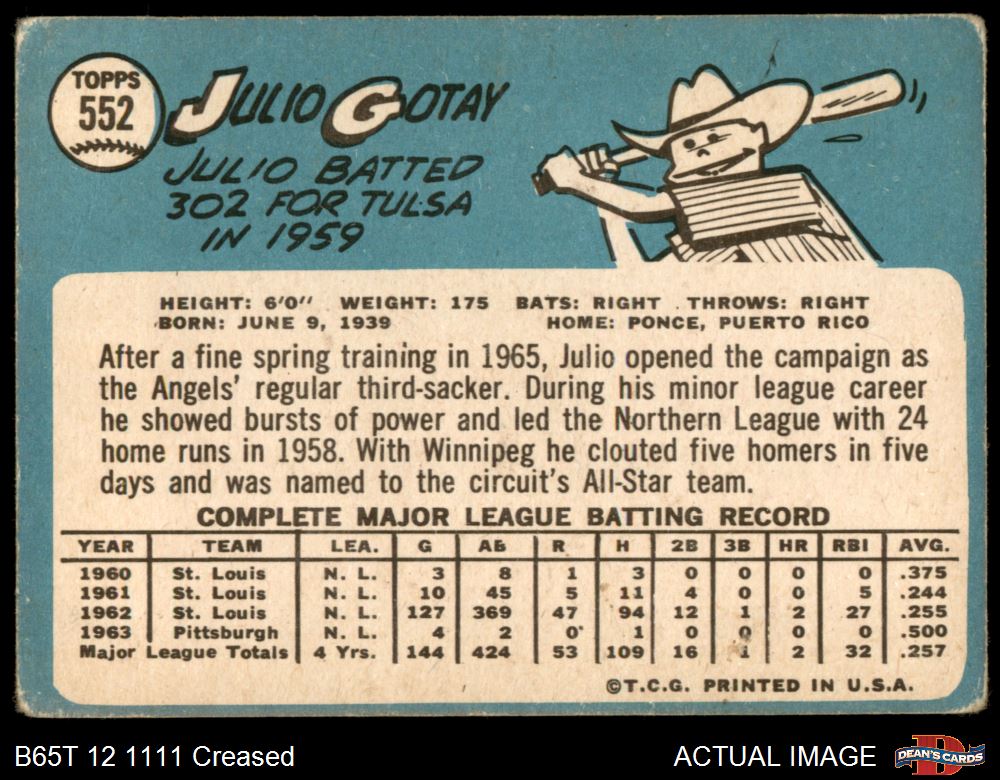 TOPPS
552
JULIO GOTAY
JULIO BATTED
302 FOR TULSA
IN 1959
HEIGHT: 6'0" WEIGHT: 175 BATS: RIGHT THROWS: RIGHT
BORN: JUNE 9, 1939 HOME: PONCE, PUERTO RICO
After a fine spring training in 1965, Julio opened the campaign as
the Angels' regular third-sacker. During his minor league career
he showed bursts of power and led the Northern League with 24
home runs in 1958. With Winnipeg he clouted five homers in five
days and was named to the circuit's All-Star team.
COMPLETE MAJOR LEAGUE BATTING RECORD
YEAR TEAM LEA. G AB R H 2B 3B HR RBI AVG.
1960 St. Louis N. L. 3 8 1 3 0 0 0 0 .375
1961 St. Louis N. L. 10 45 5 11 4 0 0 5 .244
1962 St. Louis N. L. 127 369 47 94 12 1 2 27 .255
1963 Pittsburgh N. L. 4 2 0 1 0 0 0 0 .500
Major League Totals 4 Yrs. 144 424 53 109 16 1 2 32 .257
©T.C.G. PRINTED IN U.S.A.
B65T 12 1111 Creased ACTUAL IMAGE DEAN'S CARDS